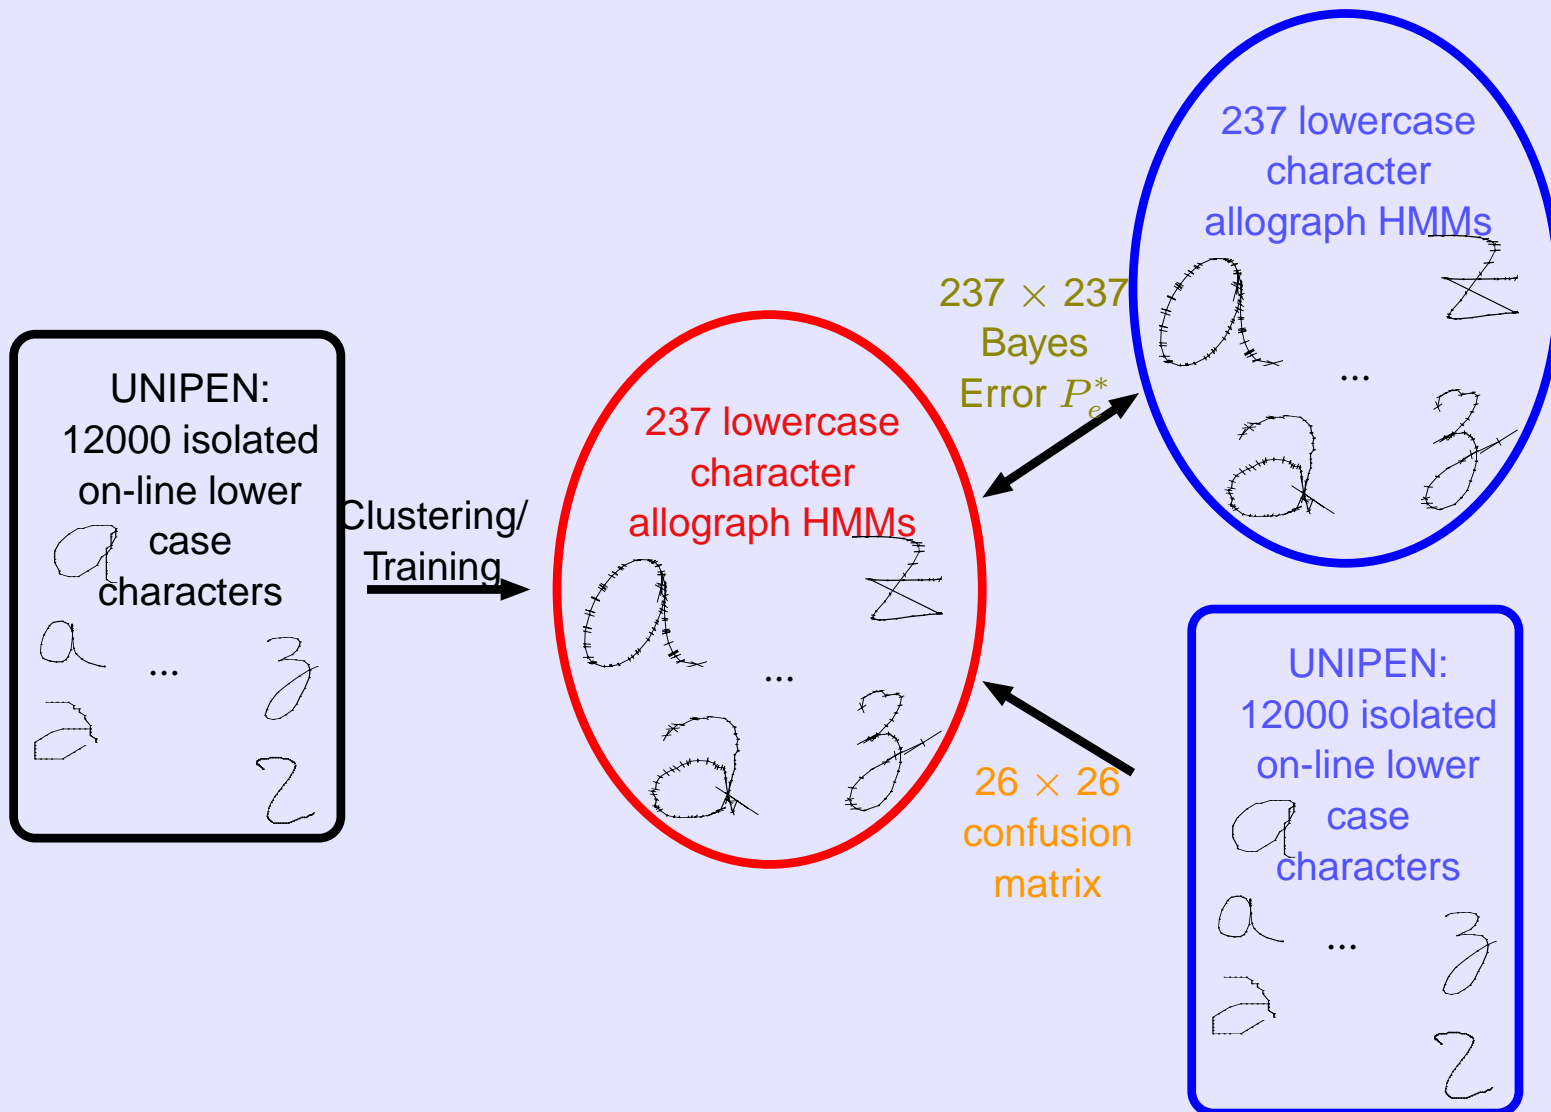 UNIPEN:
12000 isolated
on-line lower
case
characters
...
Clustering/
Training
237 lowercase
character
allograph HMMs
...
237 × 237
Bayes
Error P*e
237 lowercase
character
allograph HMMs
...
26 × 26
confusion
matrix
UNIPEN:
12000 isolated
on-line lower
case
characters
...